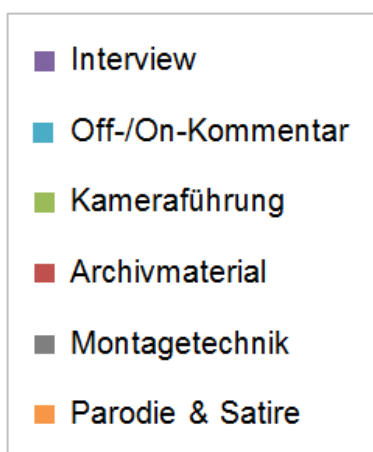 Interview
Off-/On-Kommentar
Kameraführung
Archivmaterial
Montagetechnik
Parodie & Satire